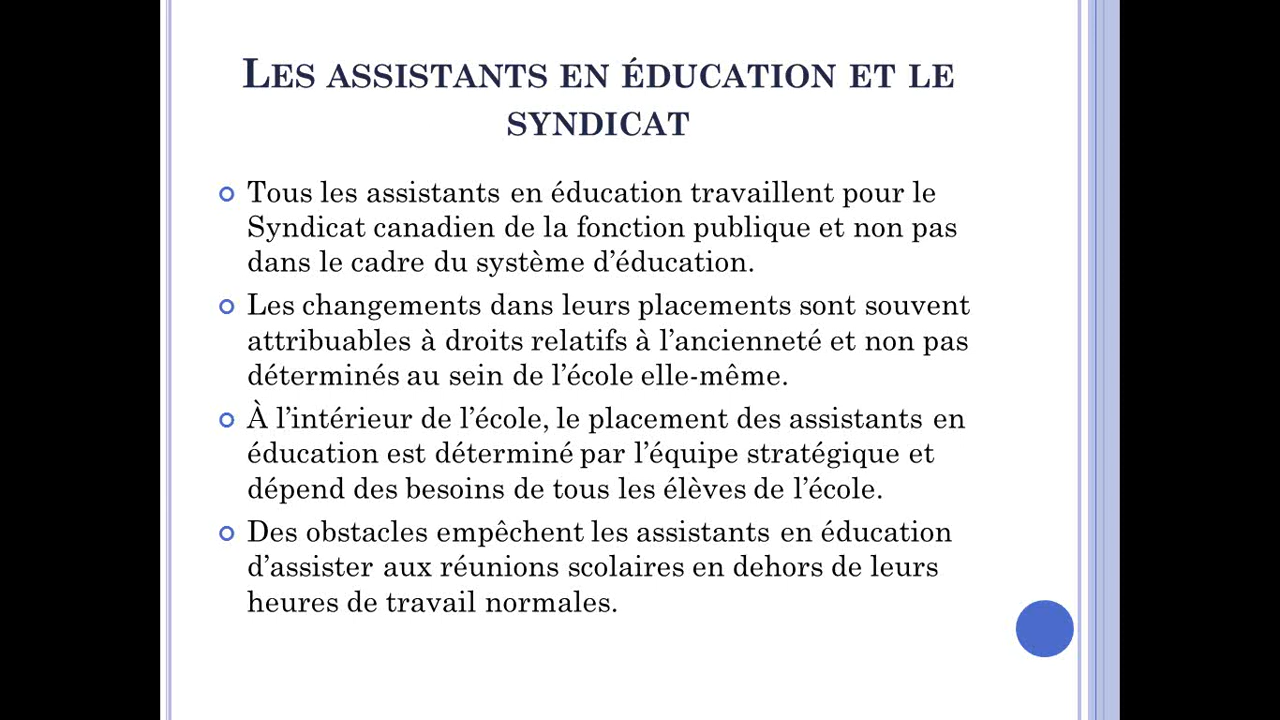 Les assistants en éducation et le
syndicat
Tous les assistants en éducation travaillent pour le
Syndicat canadien de la fonction publique et non pas
dans le cadre du système d’éducation.
Les changements dans leurs placements sont souvent
attribuables à droits relatifs à l’ancienneté et non pas
déterminés au sein de l’école elle-même.
À l’intérieur de l’école, le placement des assistants en
éducation est déterminé par l’équipe stratégique et
dépend des besoins de tous les élèves de l’école.
Des obstacles empêchent les assistants en éducation
d’assister aux réunions scolaires en dehors de leurs
heures de travail normales.